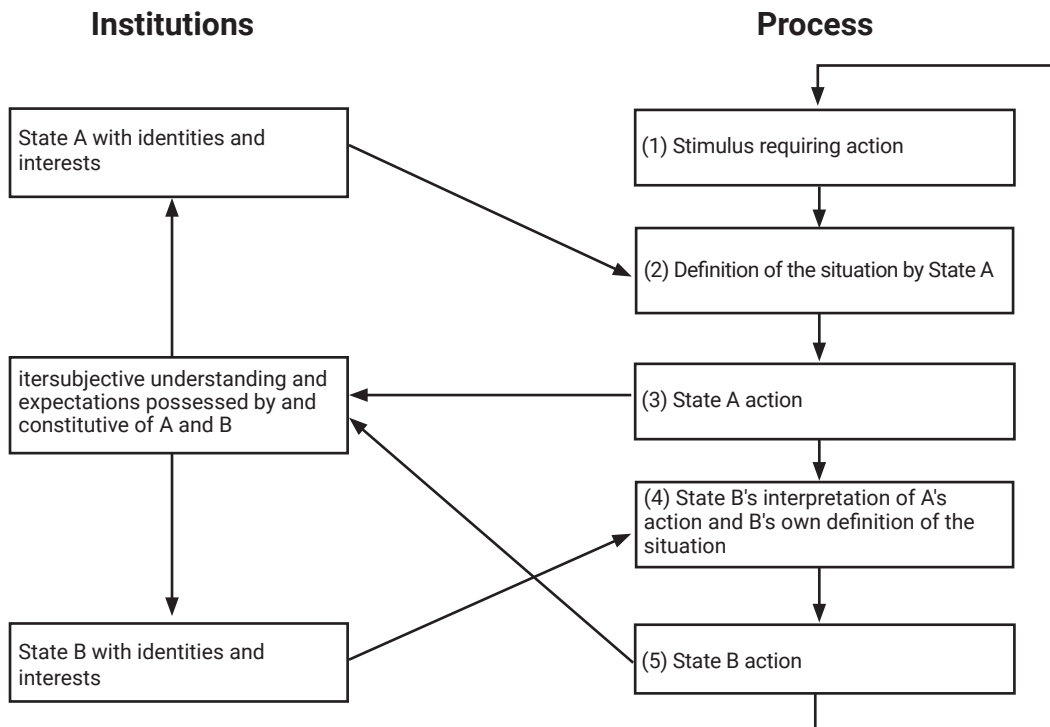 Institutions
Process
State A with identities and
interests
(1) Stimulus requiring action
(2) Definition of the situation by State A
itersubjective understanding and
expectations possessed by and
constitutive of A and B
(3) State A action
(4) State B's interpretation of A's
action and B's own definition of the
situation
State B with identities and
interests
(5) State B action